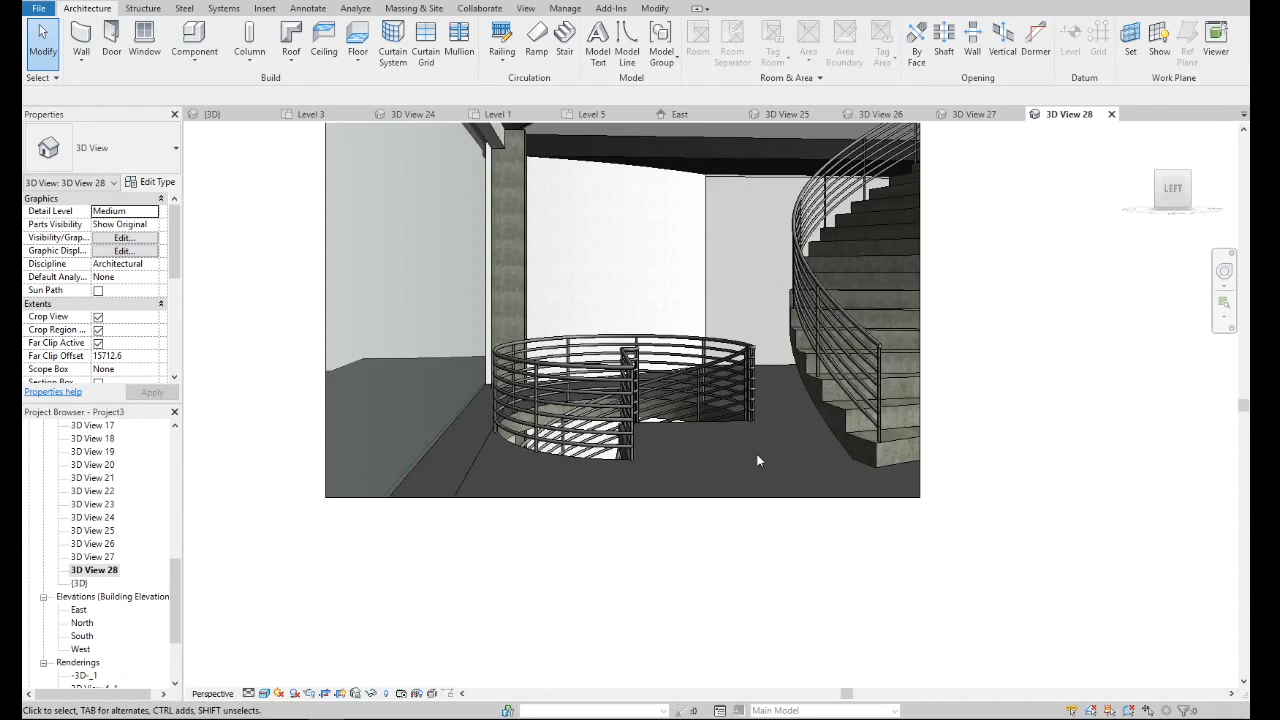 File Architecture Structure Steel Systems Insert Annotate Analyze Massing & Site Collaborate View Manage Add-Ins Modify
Modify Wall Door Window Component Column Roof Ceiling Floor Curtain System Curtain Grid Mullion Railing Ramp Stair Model Text Model Line Model Group Room Room Separator Tag Room Area Area Boundary Tag Area By Face Shaft Wall Vertical Dormer Level Grid Set Show Ref Plane Viewer
Select Build Circulation Model Room & Area Opening Datum Work Plane
Properties
{3D} Level 3 3D View 24 Level 1 Level 5 East 3D View 25 3D View 26 3D View 27 3D View 28
3D View
3D View: 3D View 28 Edit Type
Graphics
Detail Level Medium
Parts Visibility Show Original
Visibility/Grap... Edit...
Graphic Displ... Edit...
Discipline Architectural
Default Analy... None
Sun Path
Extents
Crop View
Crop Region ...
Far Clip Active
Far Clip Offset 15712.6
Scope Box None
Properties help Apply
Project Browser - Project3
3D View 17
3D View 18
3D View 19
3D View 20
3D View 21
3D View 22
3D View 23
3D View 24
3D View 25
3D View 26
3D View 27
3D View 28
{3D}
Elevations (Building Elevation
East
North
South
West
Renderings
-3D-_1
LEFT
Perspective
Click to select, TAB for alternates, CTRL adds, SHIFT unselects. :0 Main Model :0